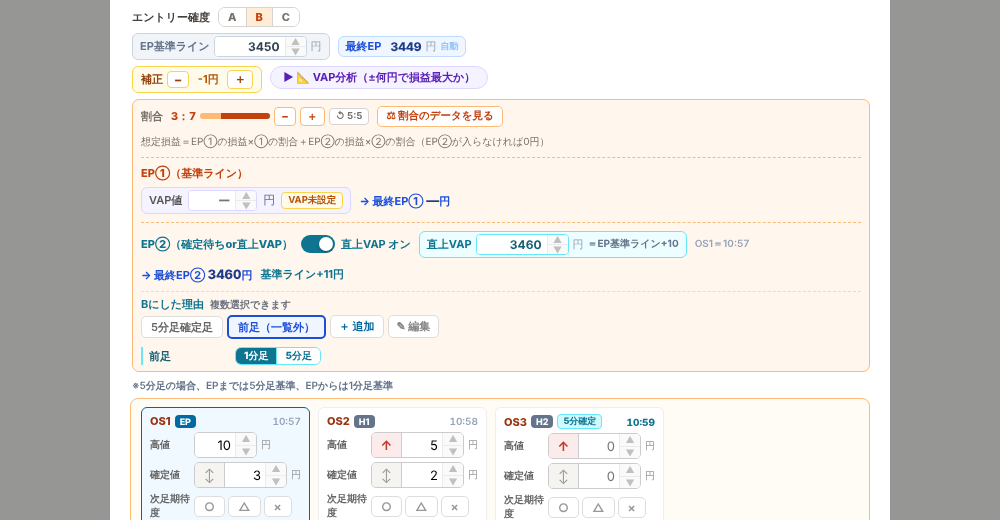 エントリー確度 A B C
EP基準ライン 3450 円 最終EP 3449 円 自動
補正 − -1円 + ▶ 📐 VAP分析（±何円で損益最大か）
割合 3：7 − + ↺ 5:5 ⚖ 割合のデータを見る
想定損益＝EP①の損益×①の割合＋EP②の損益×②の割合（EP②が入らなければ0円）
EP①（基準ライン）
VAP値 — 円 VAP未設定 → 最終EP① —円
EP②（確定待ちor直上VAP） 直上VAP オン 直上VAP 3460 円 ＝EP基準ライン+10 OS1＝10:57
→ 最終EP② 3460円 基準ライン+11円
Bにした理由 複数選択できます
5分足確定足 前足（一覧外） ＋ 追加 ✎ 編集
前足 1分足 5分足
※5分足の場合、EPまでは5分足基準、EPからは1分足基準
OS1 EP 10:57 OS2 H1 10:58 OS3 H2 5分確定 10:59
高値 10 円 高値 ↑ 5 円 高値 ↑ 0 円
確定値 ↕ 3 円 確定値 ↕ 2 円 確定値 ↕ 0 円
次足期待度 ○ △ × 次足期待度 ○ △ × 次足期待度 ○ △ ×